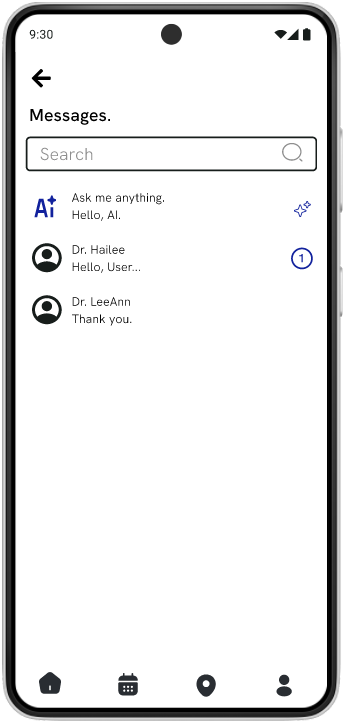 9:30
Messages.
Search
Ai
Ask me anything.
Hello, AI.
Dr. Hailee
Hello, User...
1
Dr. LeeAnn
Thank you.